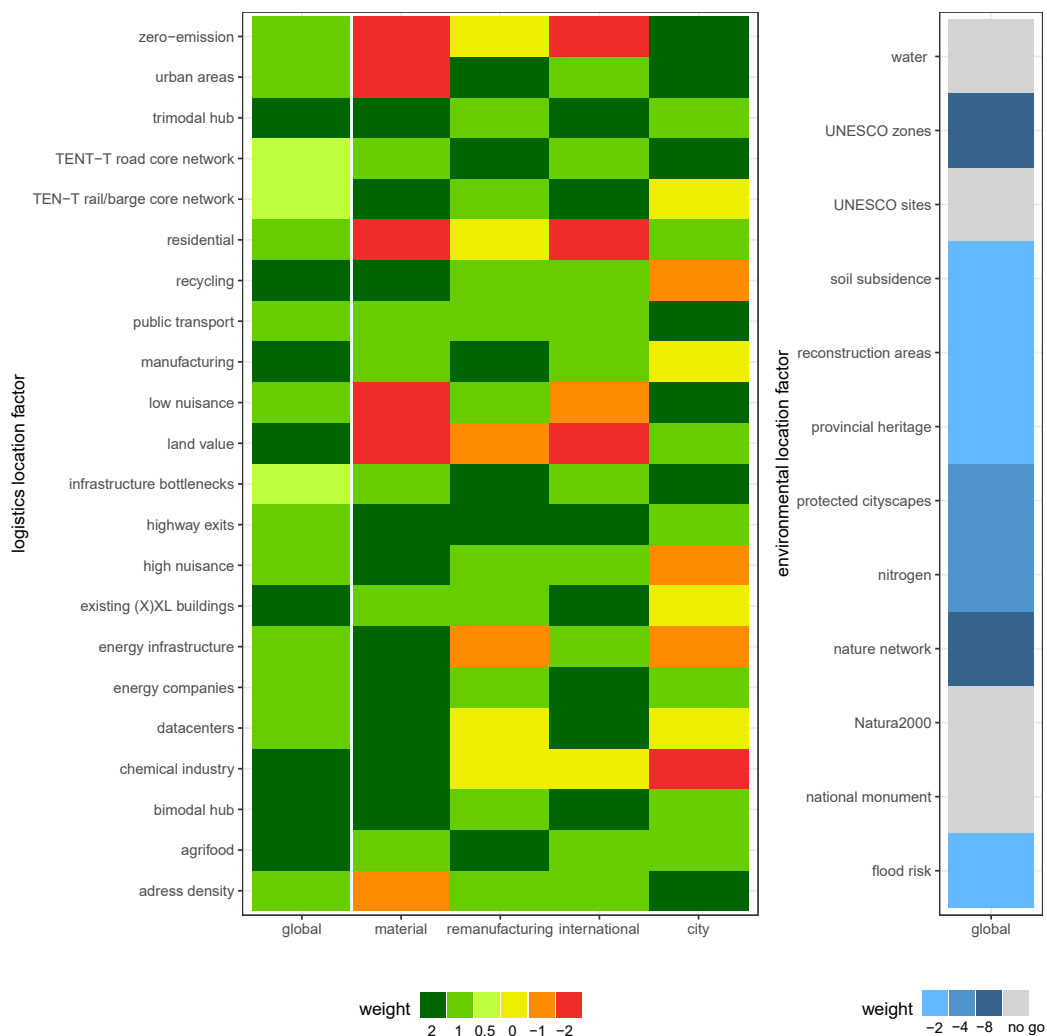 logistics location factor
zero−emission
urban areas
trimodal hub
TENT−T road core network
TEN−T rail/barge core network
residential
recycling
public transport
manufacturing
low nuisance
land value
infrastructure bottlenecks
highway exits
high nuisance
existing (X)XL buildings
energy infrastructure
energy companies
datacenters
chemical industry
bimodal hub
agrifood
adress density
global material remanufacturing international city
weight
2 1 0.5 0 −1 −2
environmental location factor
water
UNESCO zones
UNESCO sites
soil subsidence
reconstruction areas
provincial heritage
protected cityscapes
nitrogen
nature network
Natura2000
national monument
flood risk
global
weight
−2 −4 −8 no go